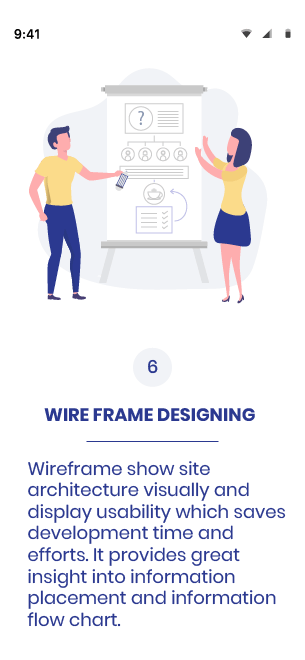 9:41
?
6
WIRE FRAME DESIGNING
Wireframe show site
architecture visually and
display usability which saves
development time and
efforts. It provides great
insight into information
placement and information
flow chart.